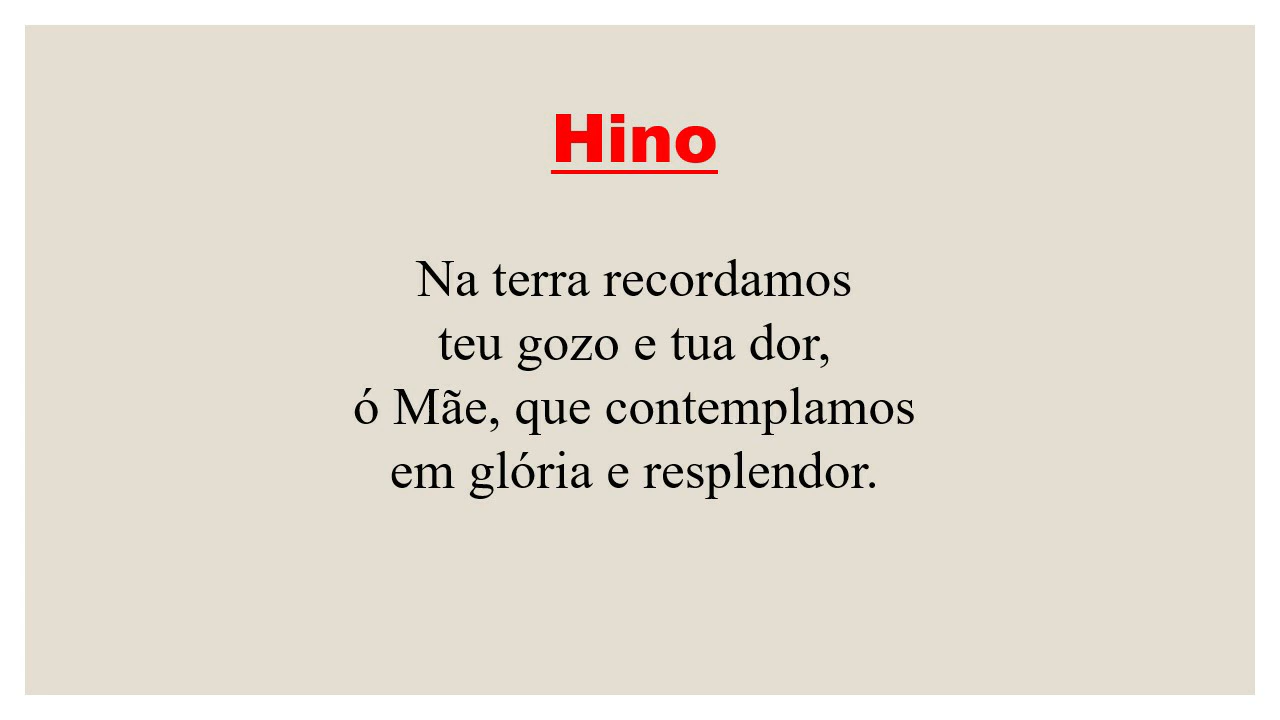 Hino
Na terra recordamos
teu gozo e tua dor,
ó Mãe, que contemplamos
em glória e resplendor.